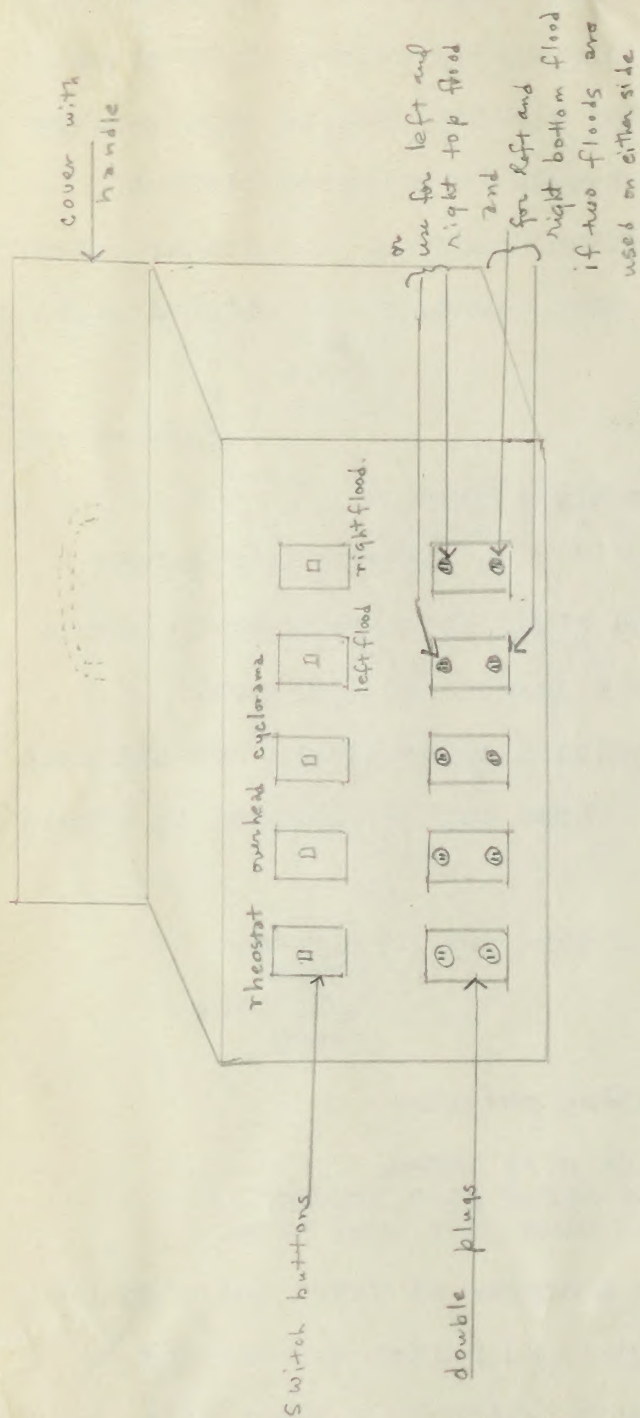 cover with
handle
rheostat overhead cyclorama.
left flood right flood.
switch buttons
double plugs
or
use for left and
right top flood
and
for left and
right bottom flood
if two floods are
used on either side